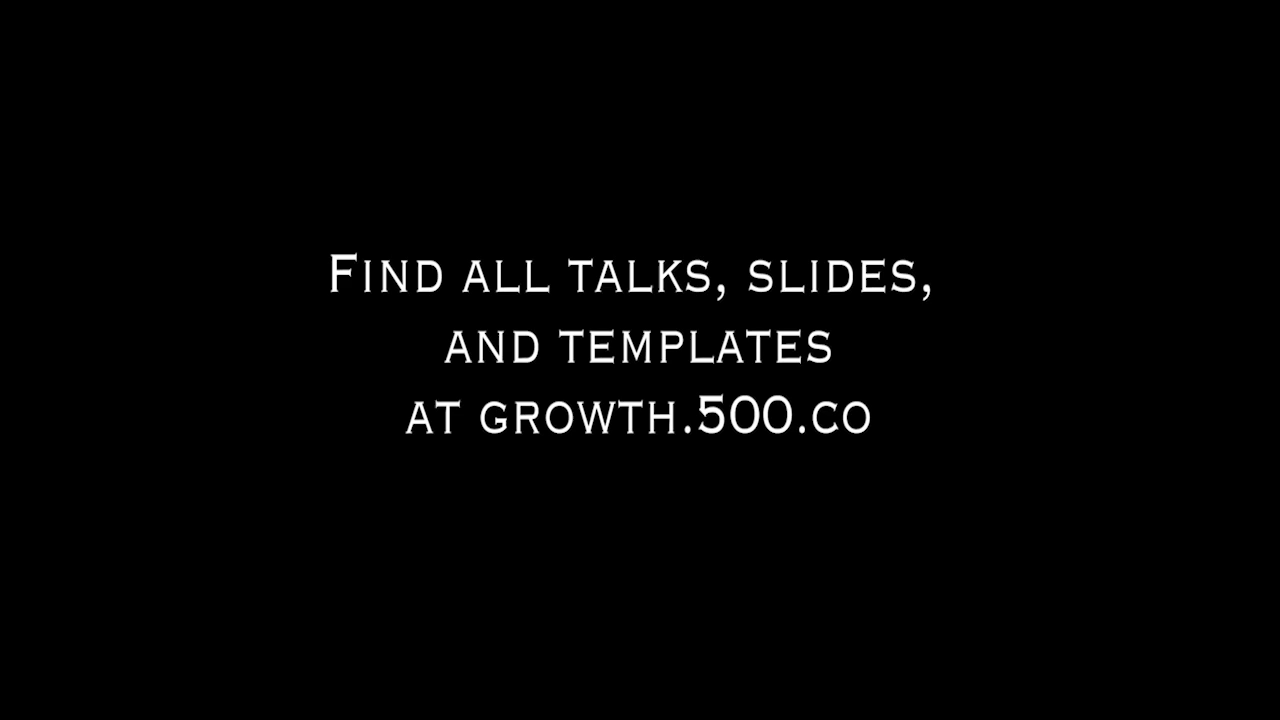 Find all talks, slides,
and templates
at growth.500.co